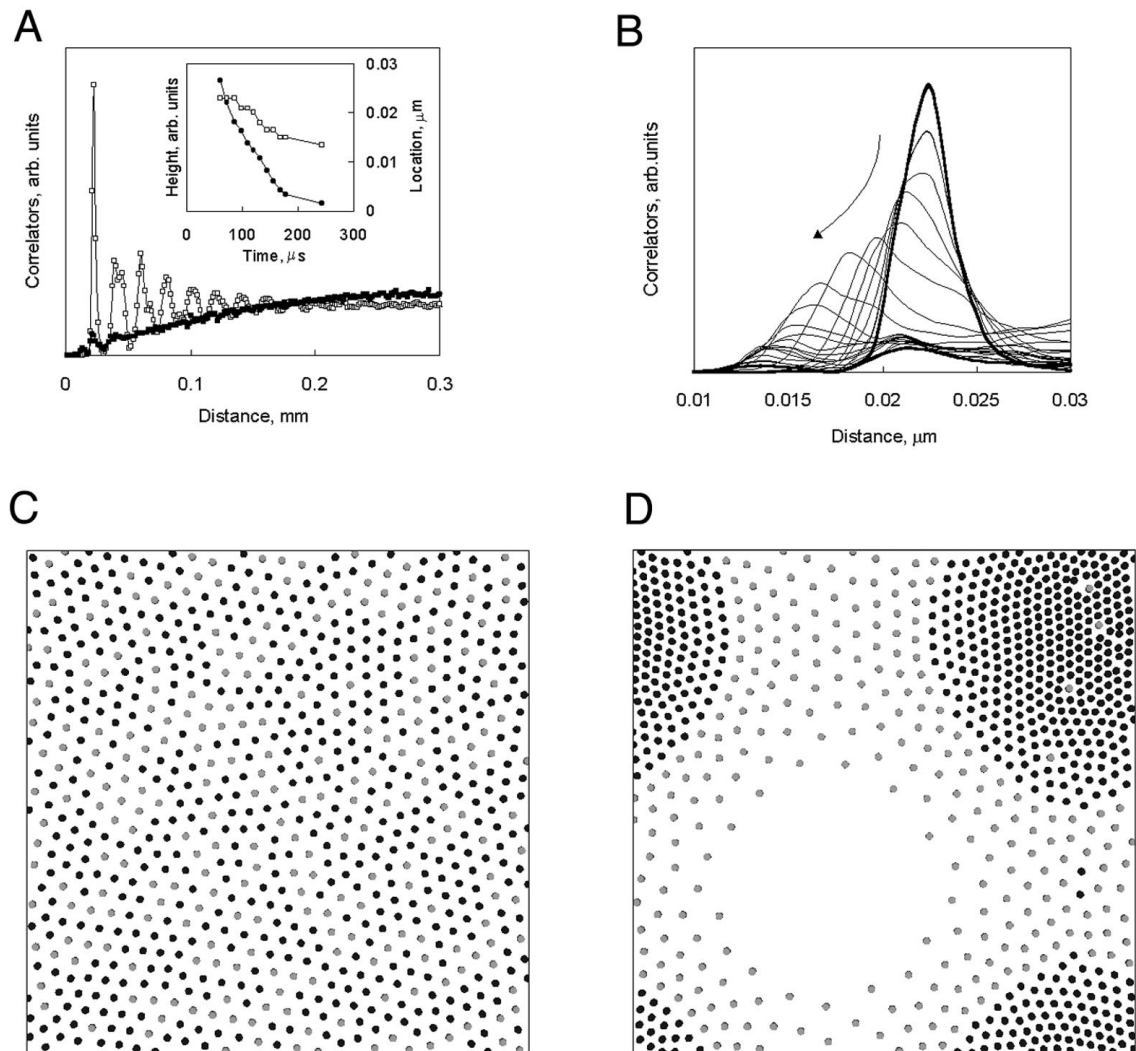 A
B
Correlators, arb. units
Height, arb. units
0.03
0.02
0.01
0
Location, μm
0 100 200 300
Time, μs
0 0.1 0.2 0.3
Distance, mm
Correlators, arb.units
0.01 0.015 0.02 0.025 0.03
Distance, μm
C
D